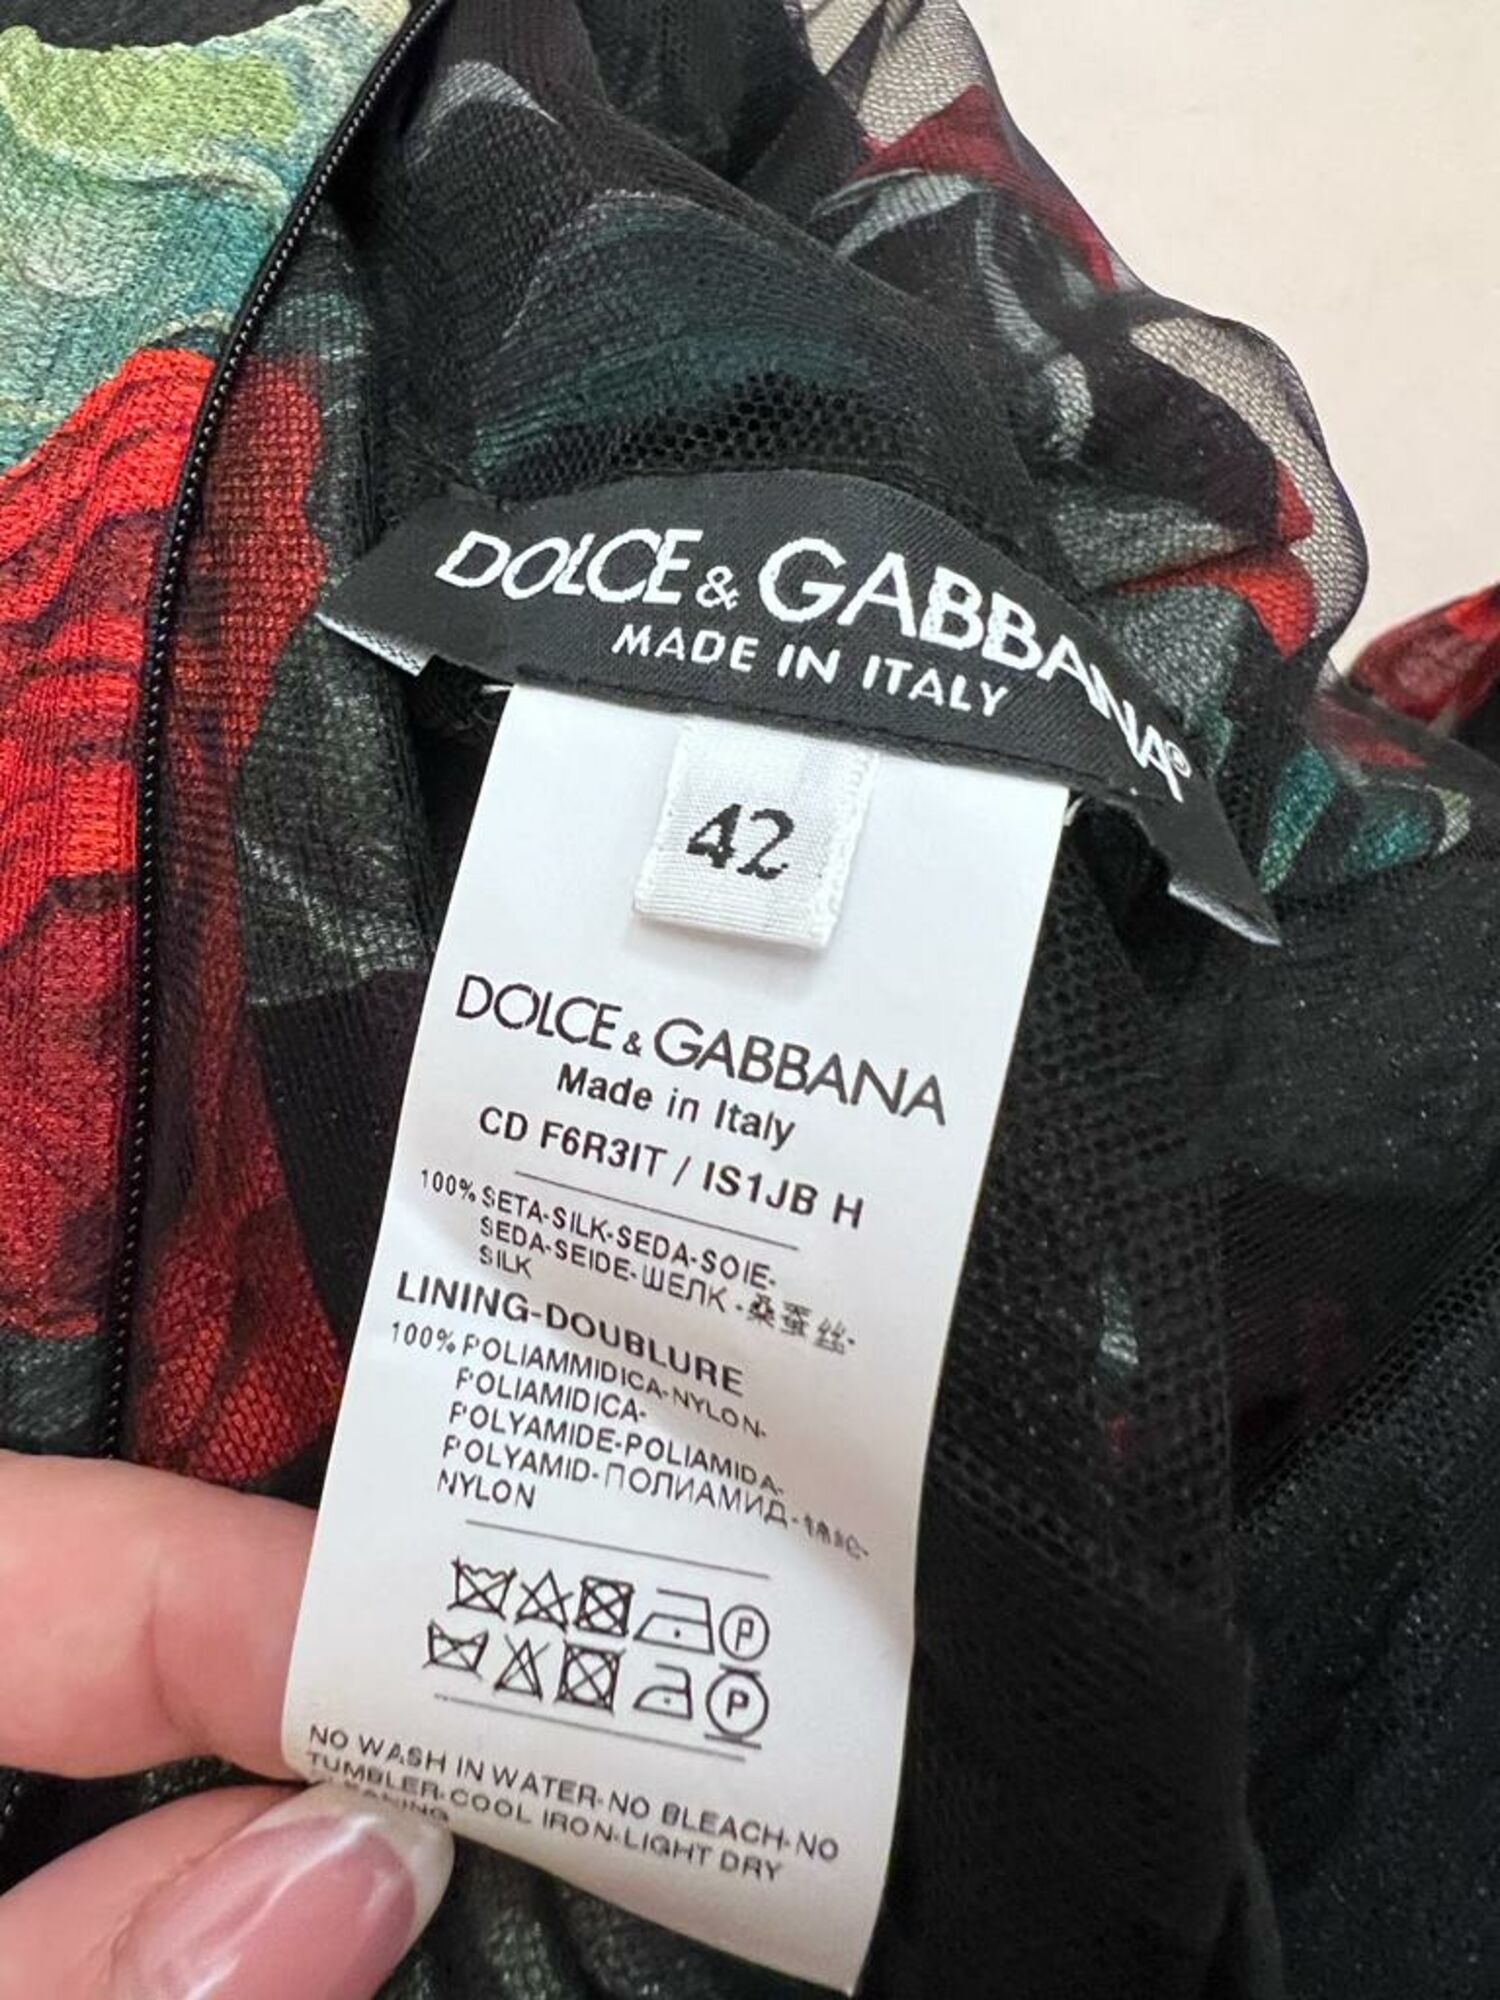 DOLCE & GABBANA®
MADE IN ITALY
42
DOLCE & GABBANA
Made in Italy
CD F6R3IT / IS1JB H
100% SETA-SILK-SEDA-SOIE-
SEDA-SEIDE-ШЕЛК-桑蚕丝-
SILK
LINING-DOUBLURE
100% POLIAMMIDICA-NYLON-
POLIAMIDICA-
POLYAMIDE-POLIAMIDA-
POLYAMID-ПОЛИАМИД-
NYLON
P
P
NO WASH IN WATER-NO BLEACH-NO
TUMBLER-COOL IRON-LIGHT DRY